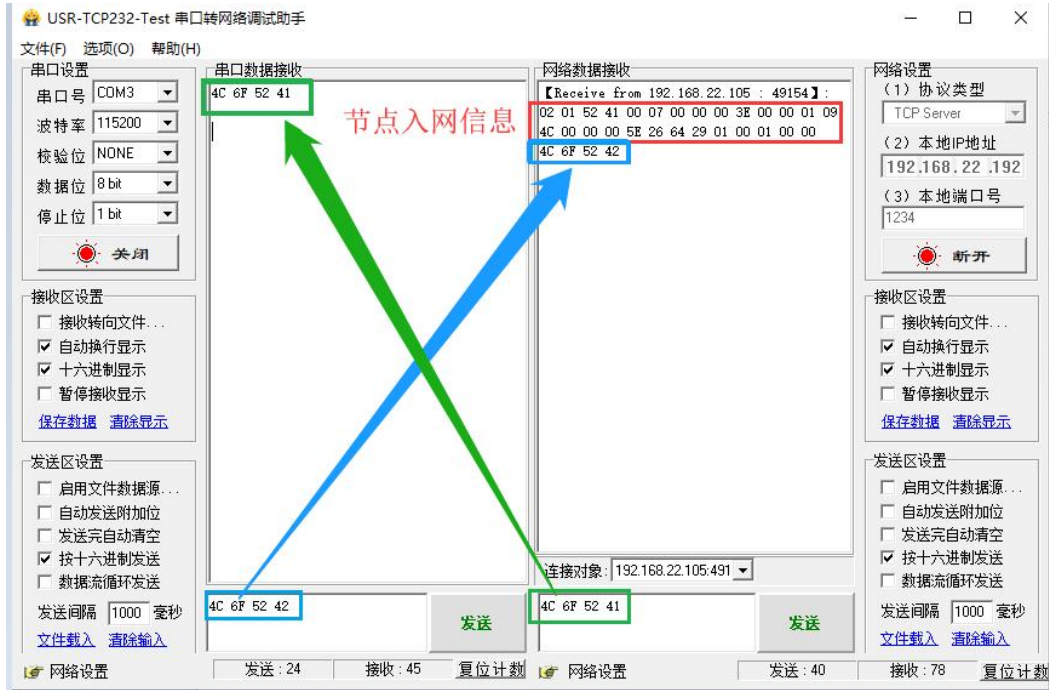 USR-TCP232-Test 串口转网络调试助手
文件(F) 选项(O) 帮助(H)
串口设置
串口号 COM3
波特率 115200
校验位 NONE
数据位 8 bit
停止位 1 bit
关闭
接收区设置
接收转向文件...
自动换行显示
十六进制显示
暂停接收显示
保存数据 清除显示
发送区设置
启用文件数据源...
自动发送附加位
发送完自动清空
按十六进制发送
数据流循环发送
发送间隔 1000 毫秒
文件载入 清除输入
串口数据接收
4C 6F 52 41
节点入网信息
4C 6F 52 42
发送
网络数据接收
【Receive from 192.168.22.105 : 49154】:
02 01 52 41 00 07 00 00 00 3E 00 00 01 09
4C 00 00 00 5E 26 64 29 01 00 01 00 00
4C 6F 52 42
连接对象: 192.168.22.105:491
4C 6F 52 41
发送
网络设置
(1) 协议类型
TCP Server
(2) 本地IP地址
192.168.22.192
(3) 本地端口号
1234
断开
接收区设置
接收转向文件...
自动换行显示
十六进制显示
暂停接收显示
保存数据 清除显示
发送区设置
启用文件数据源...
自动发送附加位
发送完自动清空
按十六进制发送
数据流循环发送
发送间隔 1000 毫秒
文件载入 清除输入
网络设置 发送:24 接收:45 复位计数 网络设置 发送:40 接收:78 复位计数